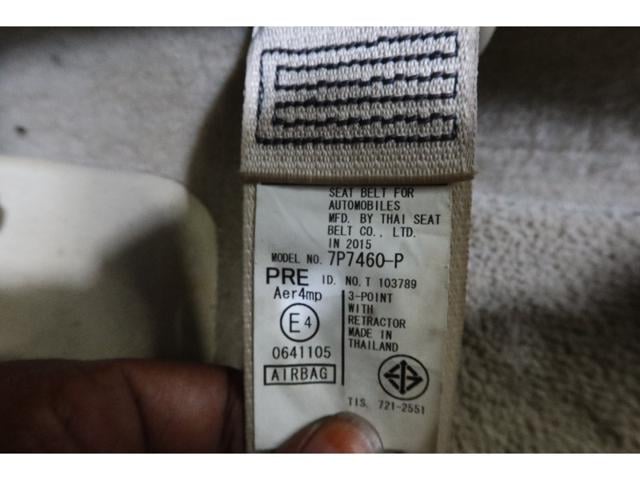 SEAT BELT FOR
AUTOMOBILES
MFD. BY THAI SEAT
BELT CO., LTD.
IN 2015
MODEL NO. 7P7460-P
PRE ID. NO. T 103789
Aer4mp
E4
0641105
AIRBAG
3-POINT
WITH
RETRACTOR
MADE IN
THAILAND
TIS. 721-2551